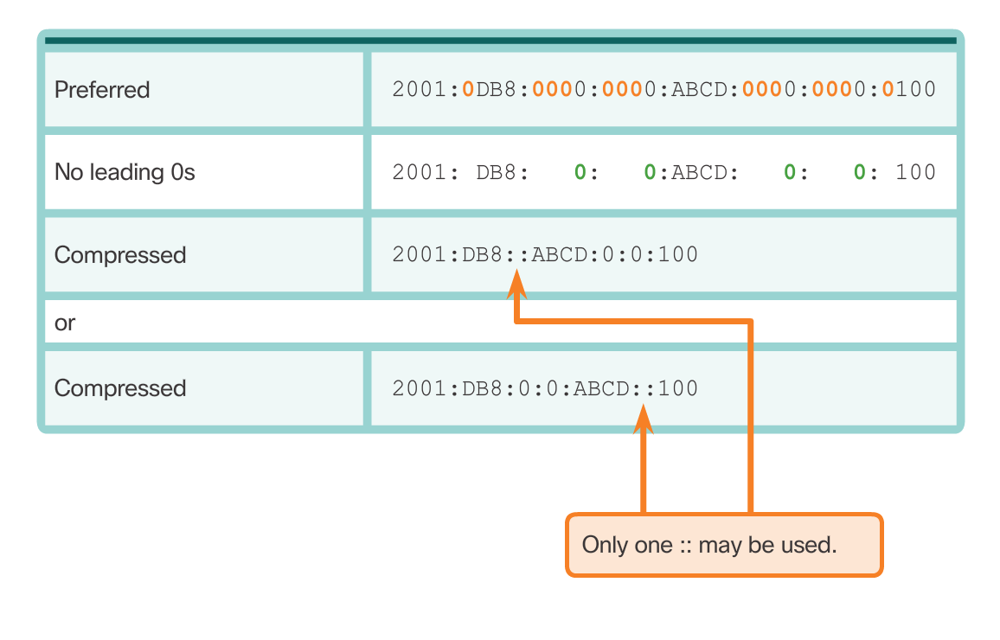 Preferred 2001:0DB8:0000:0000:ABCD:0000:0000:0100
No leading 0s 2001: DB8:   0:   0:ABCD:   0:   0: 100
Compressed 2001:DB8::ABCD:0:0:100
or
Compressed 2001:DB8:0:0:ABCD::100
Only one :: may be used.